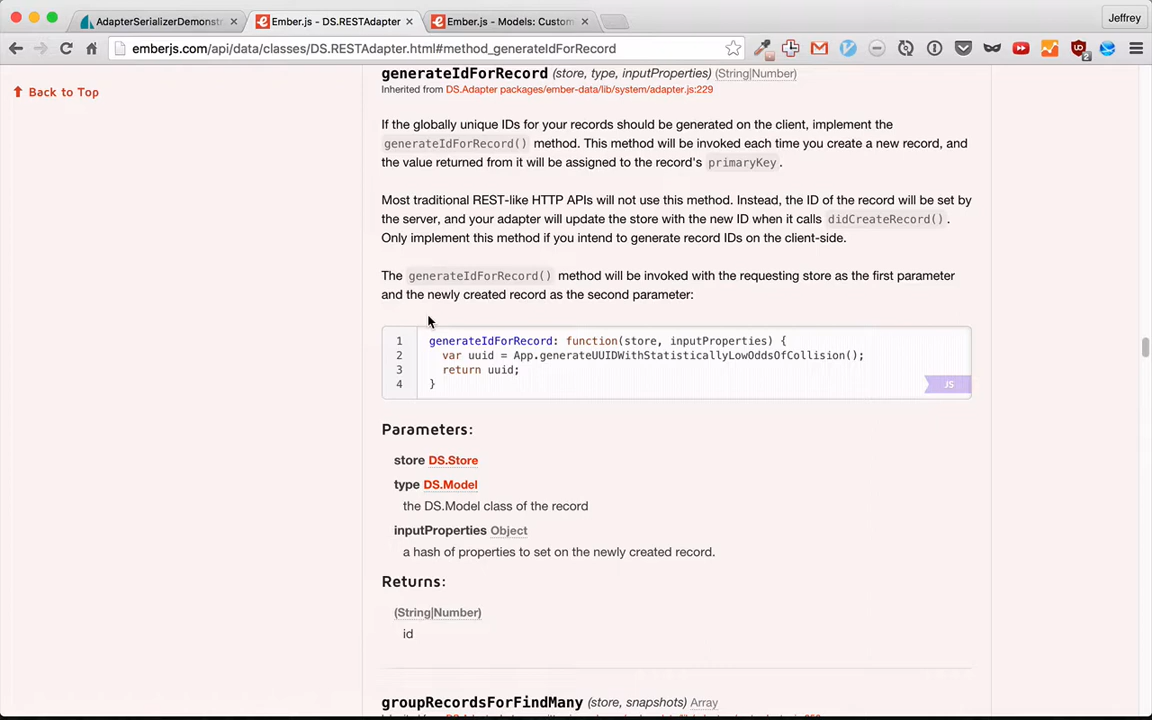 AdapterSerializerDemonstr
Ember.js - DS.RESTAdapter
Ember.js - Models: Custom
Jeffrey
emberjs.com/api/data/classes/DS.RESTAdapter.html#method_generateIdForRecord
2
Back to Top
generateIdForRecord (store, type, inputProperties) (String|Number)
Inherited from DS.Adapter packages/ember-data/lib/system/adapter.js:229
If the globally unique IDs for your records should be generated on the client, implement the
generateIdForRecord() method. This method will be invoked each time you create a new record, and
the value returned from it will be assigned to the record's primaryKey.
Most traditional REST-like HTTP APIs will not use this method. Instead, the ID of the record will be set by
the server, and your adapter will update the store with the new ID when it calls didCreateRecord().
Only implement this method if you intend to generate record IDs on the client-side.
The generateIdForRecord() method will be invoked with the requesting store as the first parameter
and the newly created record as the second parameter:
1 generateIdForRecord: function(store, inputProperties) {
2 var uuid = App.generateUUIDWithStatisticallyLowOddsOfCollision();
3 return uuid;
4 }
JS
Parameters:
store DS.Store
type DS.Model
the DS.Model class of the record
inputProperties Object
a hash of properties to set on the newly created record.
Returns:
(String|Number)
id
groupRecordsForFindMany (store, snapshots) Array